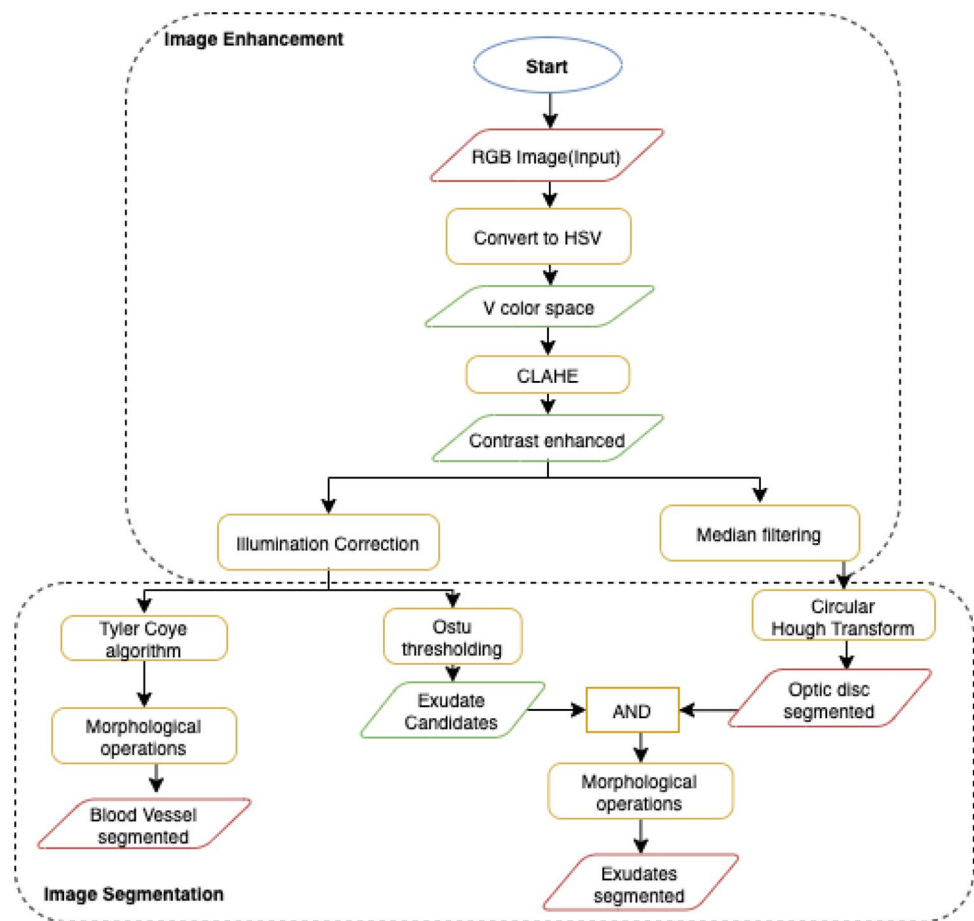 Image Enhancement
Start
RGB Image(Input)
Convert to HSV
V color space
CLAHE
Contrast enhanced
Illumination Correction
Median filtering
Tyler Coye
algorithm
Ostu
thresholding
Circular
Hough Transform
Exudate
Candidates
AND
Optic disc
segmented
Morphological
operations
Morphological
operations
Blood Vessel
segmented
Exudates
segmented
Image Segmentation